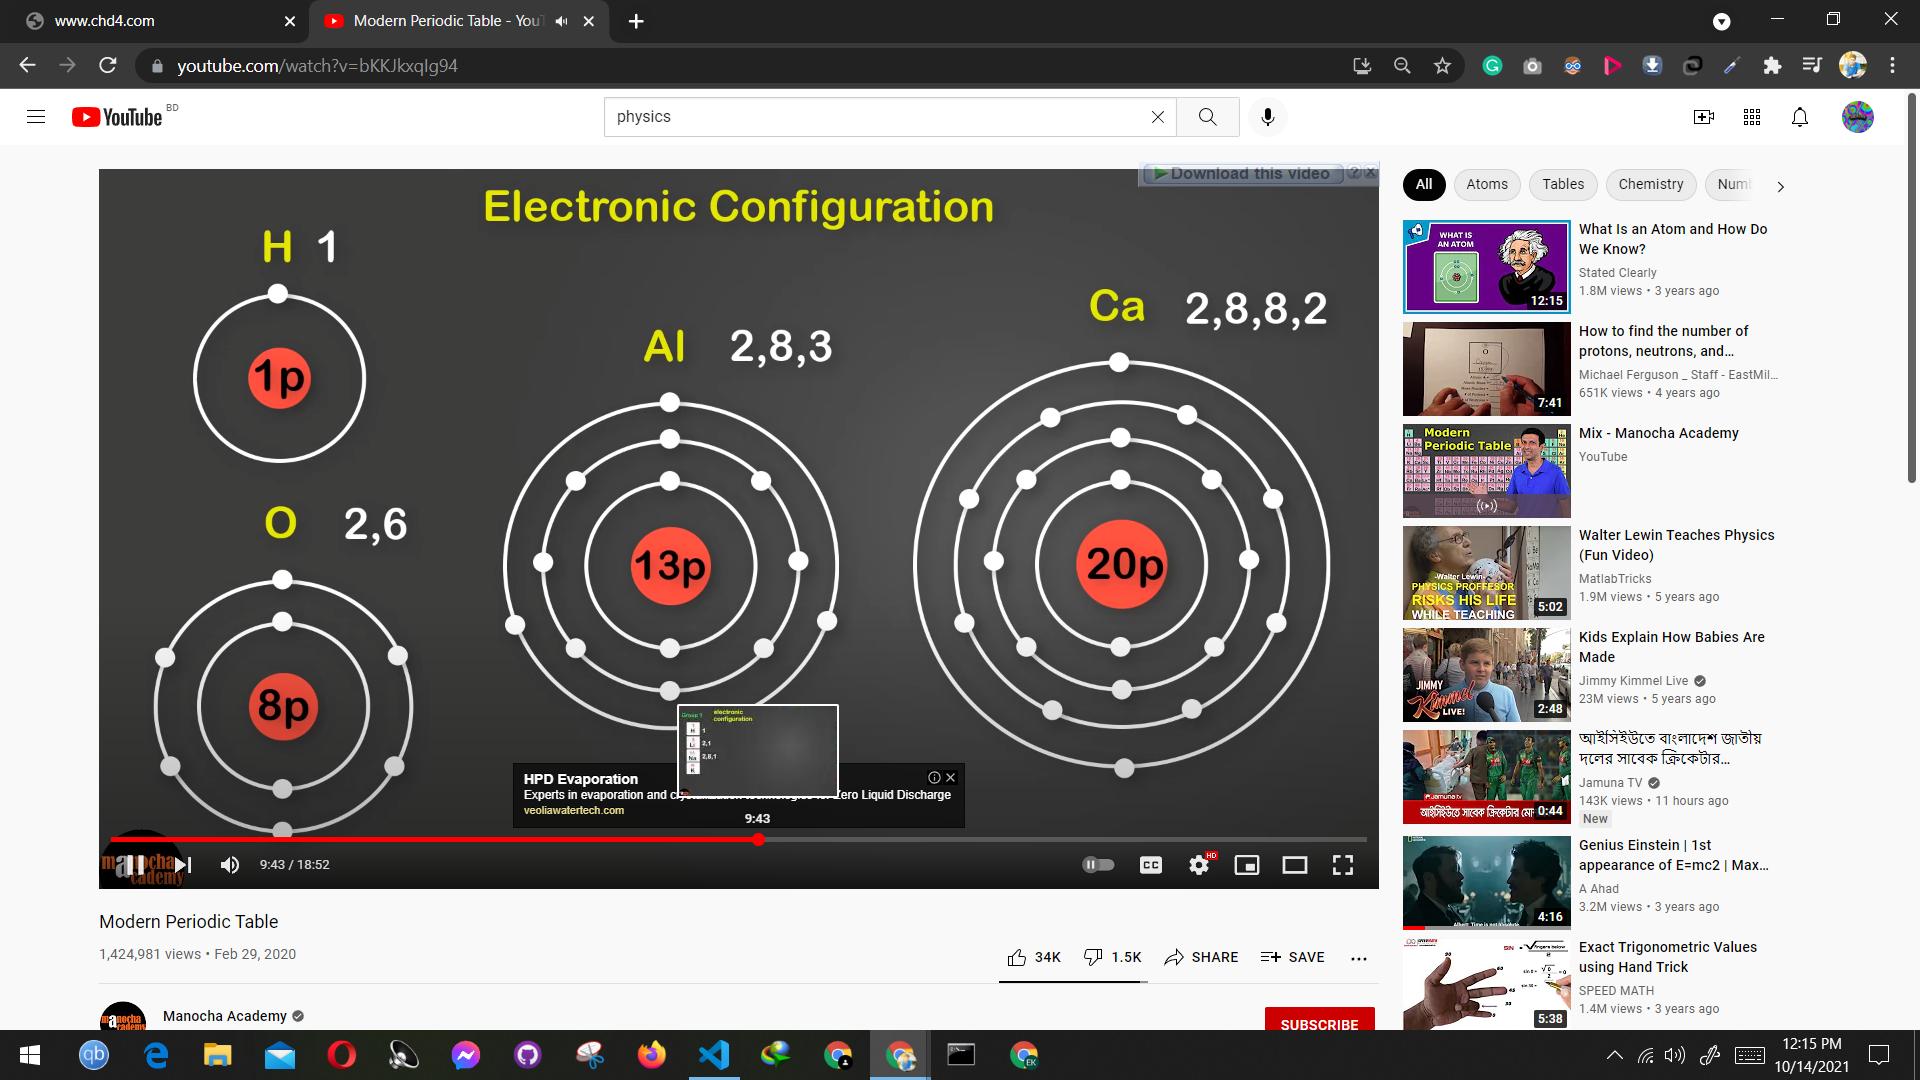 www.chd4.com
Modern Periodic Table - YouT
youtube.com/watch?v=bKKJkxqIg94
YouTube BD
physics
Download this video
Electronic Configuration
H 1
1p
O 2,6
8p
Al 2,8,3
13p
Ca 2,8,8,2
20p
Group 1
electronic
configuration
H 1
Li 2,1
Na 2,8,1
K
HPD Evaporation
Experts in evaporation and
Zero Liquid Discharge
veoliawatertech.com
9:43
manocha
academy
9:43 / 18:52
CC
HD
Modern Periodic Table
1,424,981 views • Feb 29, 2020
34K
1.5K
SHARE
SAVE
manocha
academy
Manocha Academy
SUBSCRIBE
All
Atoms
Tables
Chemistry
Numb
WHAT IS
AN ATOM
12:15
What Is an Atom and How Do
We Know?
Stated Clearly
1.8M views • 3 years ago
7:41
How to find the number of
protons, neutrons, and...
Michael Ferguson _ Staff - EastMil...
651K views • 4 years ago
Modern
Periodic Table
Mix - Manocha Academy
YouTube
-Walter Lewin-
PHYSICS PROFFESOR
RISKS HIS LIFE
WHILE TEACHING
5:02
Walter Lewin Teaches Physics
(Fun Video)
MatlabTricks
1.9M views • 5 years ago
JIMMY
Kimmel
LIVE!
2:48
Kids Explain How Babies Are
Made
Jimmy Kimmel Live
23M views • 5 years ago
Jamuna tv
0:44
আইসিইউতে বাংলাদেশ জাতীয়
দলের সাবেক ক্রিকেটার...
Jamuna TV
143K views • 11 hours ago
New
4:16
Genius Einstein | 1st
appearance of E=mc2 | Max...
A Ahad
3.2M views • 3 years ago
SIN
5:38
Exact Trigonometric Values
using Hand Trick
SPEED MATH
1.4M views • 3 years ago
qb
EK
12:15 PM
10/14/2021